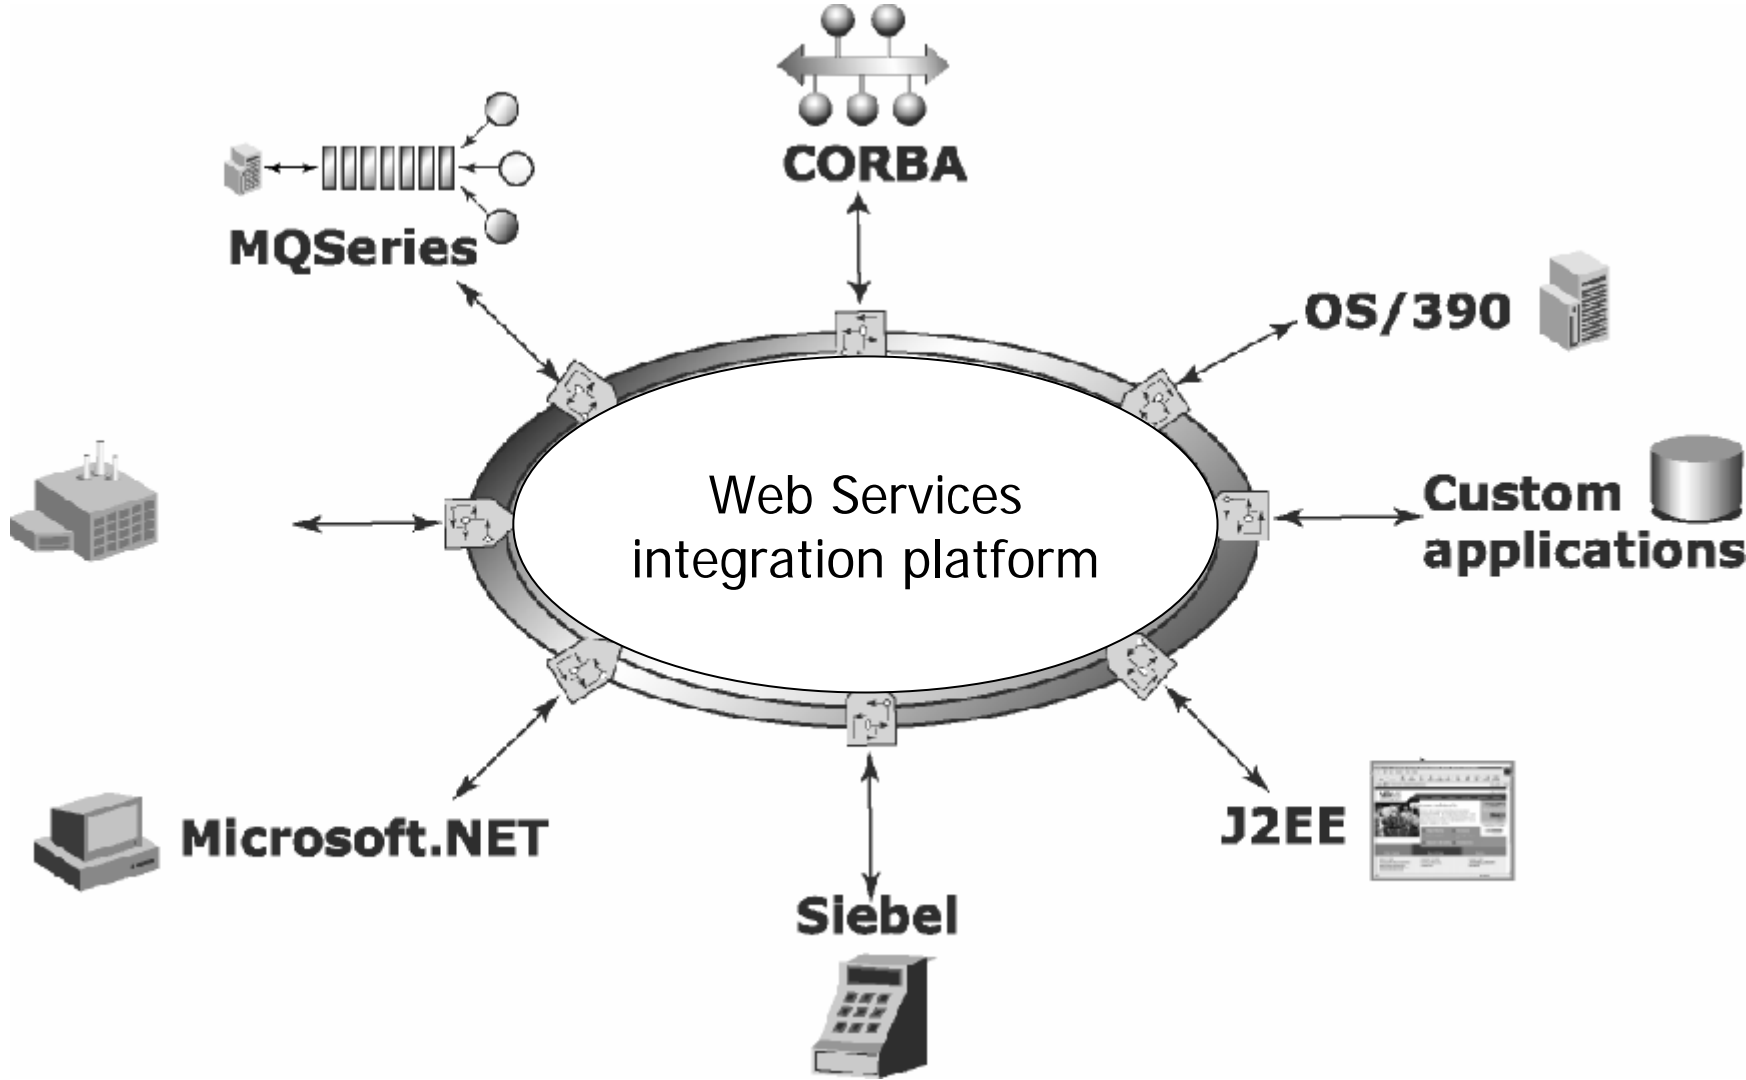 CORBA
MQSeries
OS/390
Web Services
integration platform
Custom
applications
Microsoft.NET
J2EE
Siebel